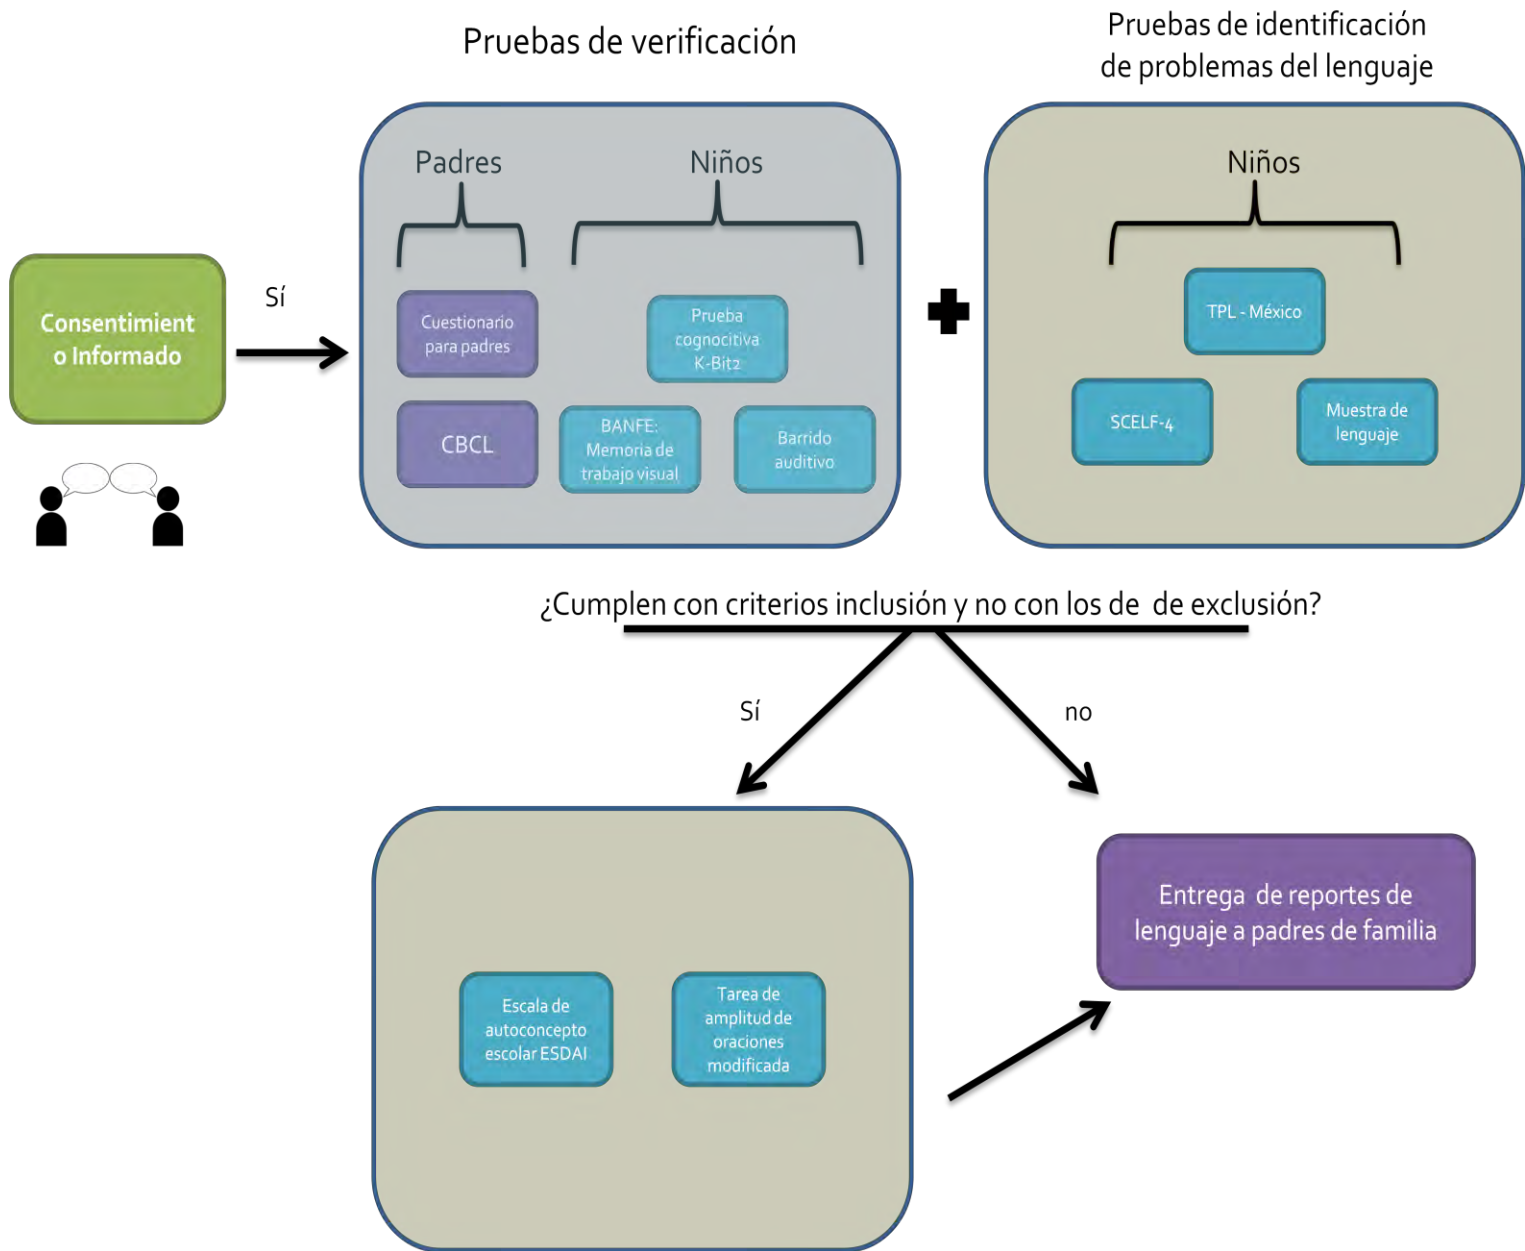 Pruebas de verificación
Pruebas de identificación
de problemas del lenguaje
Padres
Niños
Niños
Consentimient
o Informado
Sí
Cuestionario
para padres
CBCL
Prueba
cognocitiva
K-Bit2
BANFE:
Memoria de
trabajo visual
Barrido
auditivo
TPL - México
SCELF-4
Muestra de
lenguaje
¿Cumplen con criterios inclusión y no con los de  de exclusión?
Sí
no
Escala de
autoconcepto
escolar ESDAI
Tarea de
amplitud de
oraciones
modificada
Entrega  de reportes de
lenguaje a padres de familia